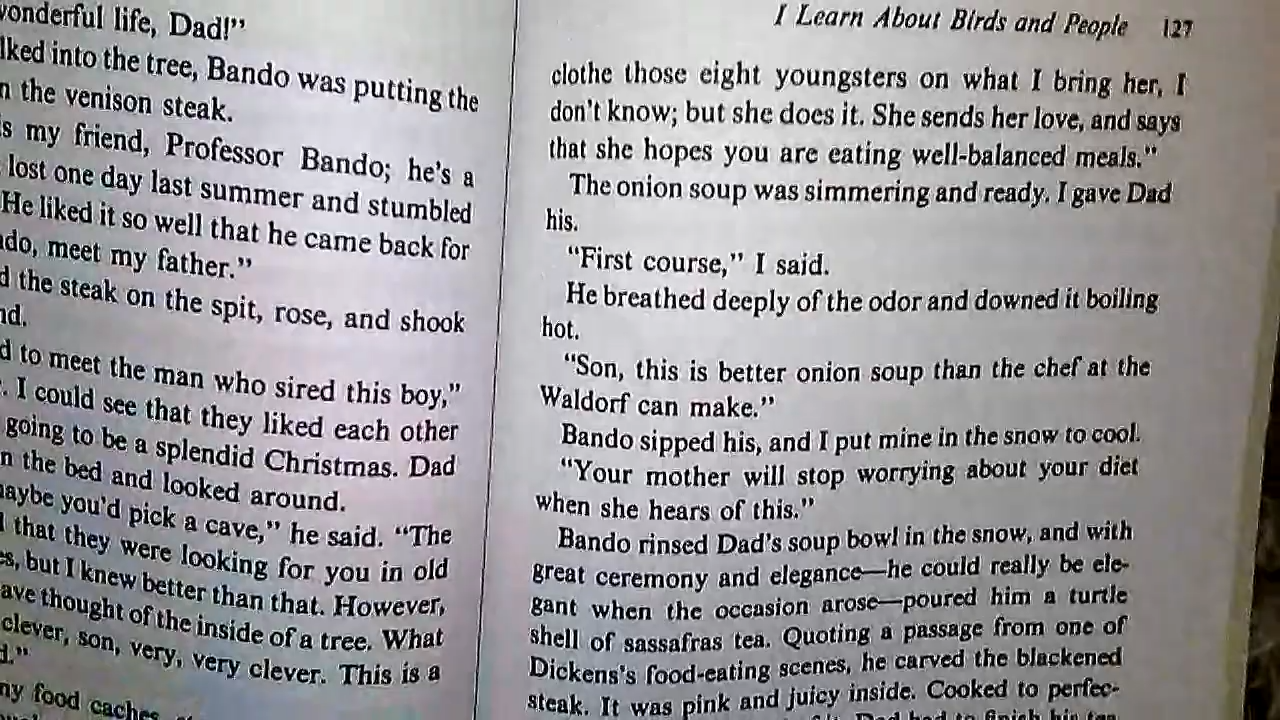 wonderful life, Dad!”
lked into the tree, Bando was putting the
n the venison steak.
s my friend, Professor Bando; he's a
lost one day last summer and stumbled
He liked it so well that he came back for
do, meet my father.”
d the steak on the spit, rose, and shook
nd.
d to meet the man who sired this boy,”
. I could see that they liked each other
going to be a splendid Christmas. Dad
n the bed and looked around.
maybe you'd pick a cave,” he said. “The
d that they were looking for you in old
es, but I knew better than that. However,
ave thought of the inside of a tree. What
clever, son, very, very clever. This is a
d.”
ny food caches,
I Learn About Birds and People 127
clothe those eight youngsters on what I bring her, I
don't know; but she does it. She sends her love, and says
that she hopes you are eating well-balanced meals.”
The onion soup was simmering and ready. I gave Dad
his.
“First course,” I said.
He breathed deeply of the odor and downed it boiling
hot.
“Son, this is better onion soup than the chef at the
Waldorf can make.”
Bando sipped his, and I put mine in the snow to cool.
“Your mother will stop worrying about your diet
when she hears of this.”
Bando rinsed Dad's soup bowl in the snow, and with
great ceremony and elegance—he could really be ele-
gant when the occasion arose—poured him a turtle
shell of sassafras tea. Quoting a passage from one of
Dickens's food-eating scenes, he carved the blackened
steak. It was pink and juicy inside. Cooked to perfec-
Dad had to finish his tea